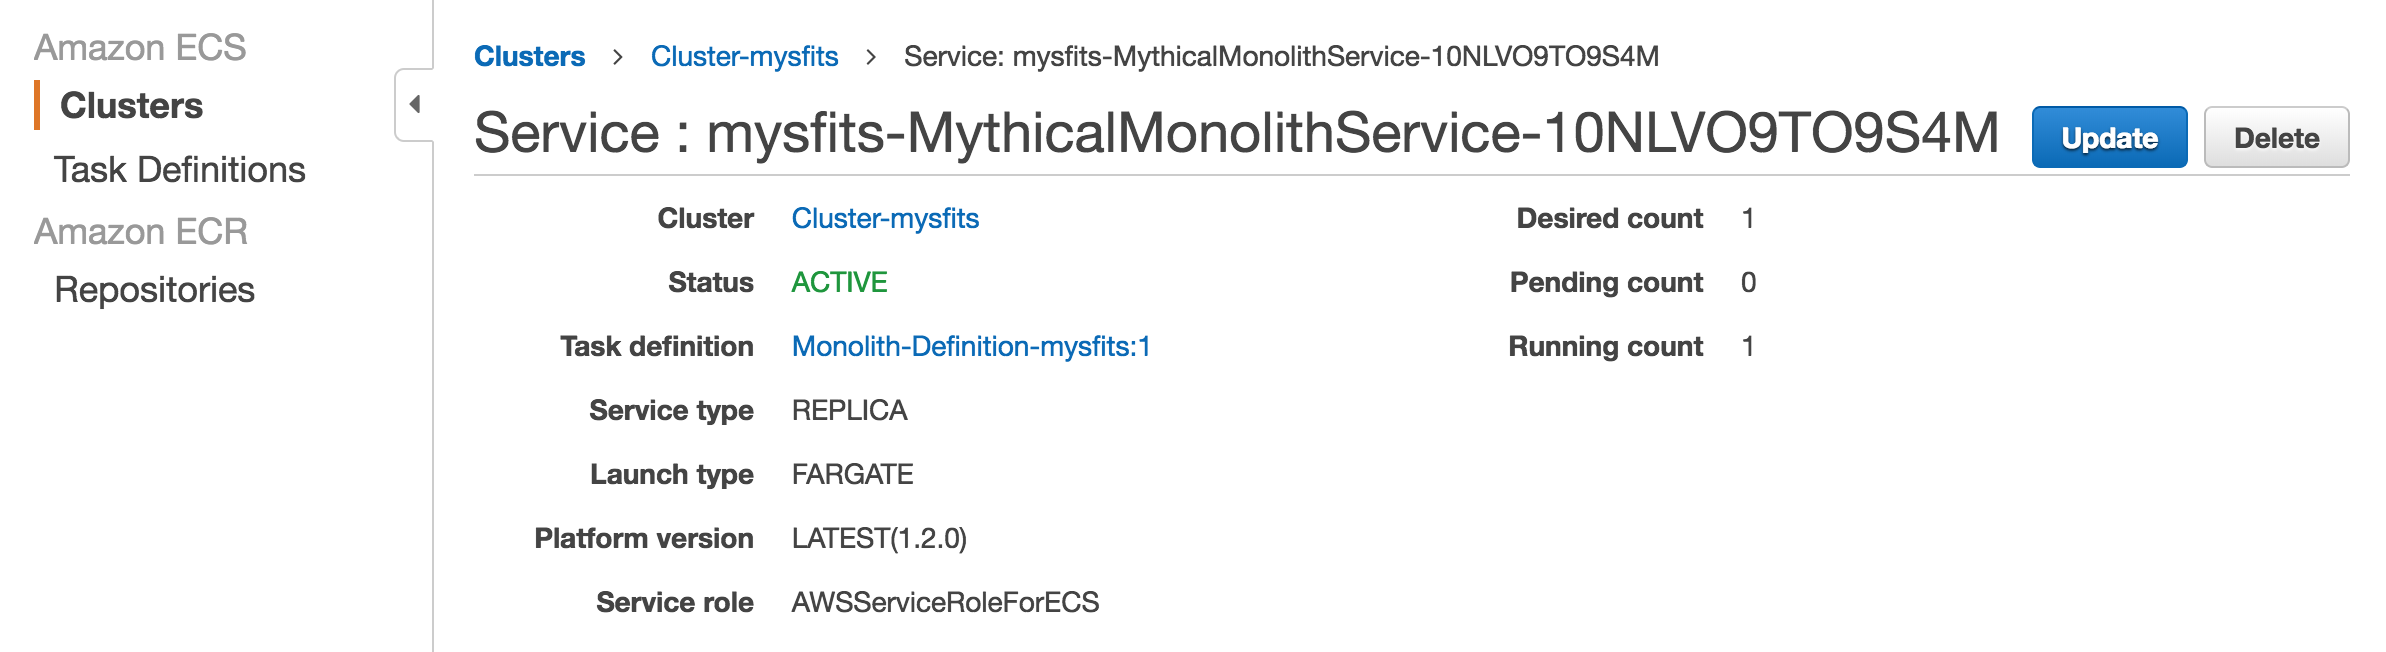 Amazon ECS
Clusters
Task Definitions
Amazon ECR
Repositories
Clusters > Cluster-mysfits > Service: mysfits-MythicalMonolithService-10NLVO9TO9S4M
Service : mysfits-MythicalMonolithService-10NLVO9TO9S4M
Update
Delete
Cluster Cluster-mysfits
Status ACTIVE
Task definition Monolith-Definition-mysfits:1
Service type REPLICA
Launch type FARGATE
Platform version LATEST(1.2.0)
Service role AWSServiceRoleForECS
Desired count 1
Pending count 0
Running count 1